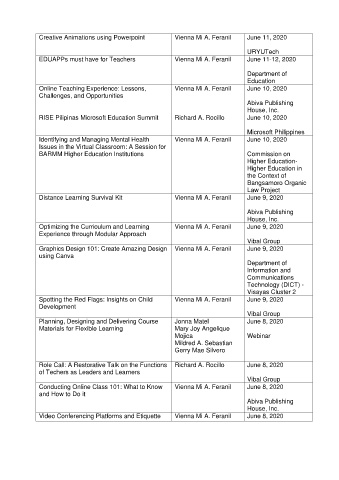 Creative Animations using Powerpoint Vienna Mi A. Feranil June 11, 2020
URYUTech
EDUAPPs must have for Teachers Vienna Mi A. Feranil June 11-12, 2020
Department of
Education
Online Teaching Experience: Lessons, Vienna Mi A. Feranil June 10, 2020
Challenges, and Opportunities
Abiva Publishing
House, Inc.
RISE Pilipinas Microsoft Education Summit Richard A. Rocillo June 10, 2020
Microsoft Philippines
Identifying and Managing Mental Health Vienna Mi A. Feranil June 10, 2020
Issues in the Virtual Classroom: A Session for
BARMM Higher Education Institutions Commission on
Higher Education-
Higher Education in
the Context of
Bangsamoro Organic
Law Project
Distance Learning Survival Kit Vienna Mi A. Feranil June 9, 2020
Abiva Publishing
House, Inc.
Optimizing the Curriculum and Learning Vienna Mi A. Feranil June 9, 2020
Experience through Modular Approach
Vibal Group
Graphics Design 101: Create Amazing Design Vienna Mi A. Feranil June 9, 2020
using Canva
Department of
Information and
Communications
Technology (DICT) -
Visayas Cluster 2
Spotting the Red Flags: Insights on Child Vienna Mi A. Feranil June 9, 2020
Development
Vibal Group
Planning, Designing and Delivering Course Jonna Matel June 8, 2020
Materials for Flexible Learning Mary Joy Angelique
Mojica Webinar
Mildred A. Sebastian
Gerry Mae Silvero
Role Call: A Restorative Talk on the Functions Richard A. Rocillo June 8, 2020
of Techers as Leaders and Learners
Vibal Group
Conducting Online Class 101: What to Know Vienna Mi A. Feranil June 8, 2020
and How to Do it
Abiva Publishing
House, Inc.
Video Conferencing Platforms and Etiquette Vienna Mi A. Feranil June 8, 2020